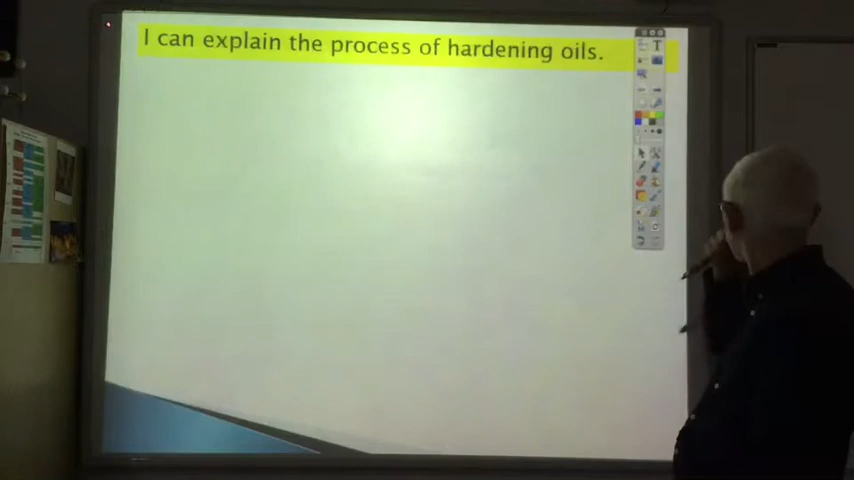 I can explain the process of hardening oils.